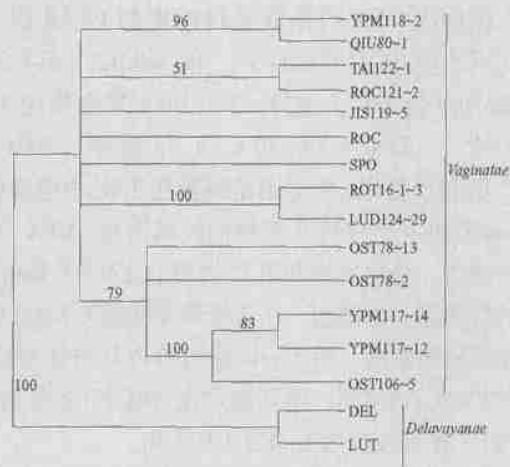 96
YPM118~2
QIU80~1
51
TAI122~1
ROC121~2
JIS119~5
ROC
SPO
Vaginatae
100
ROT16-1~3
LUD124~29
OST78~13
79
OST78~2
83
YPM117~14
100
YPM117~12
OST106~5
100
DEL
Delavayanae
LUT